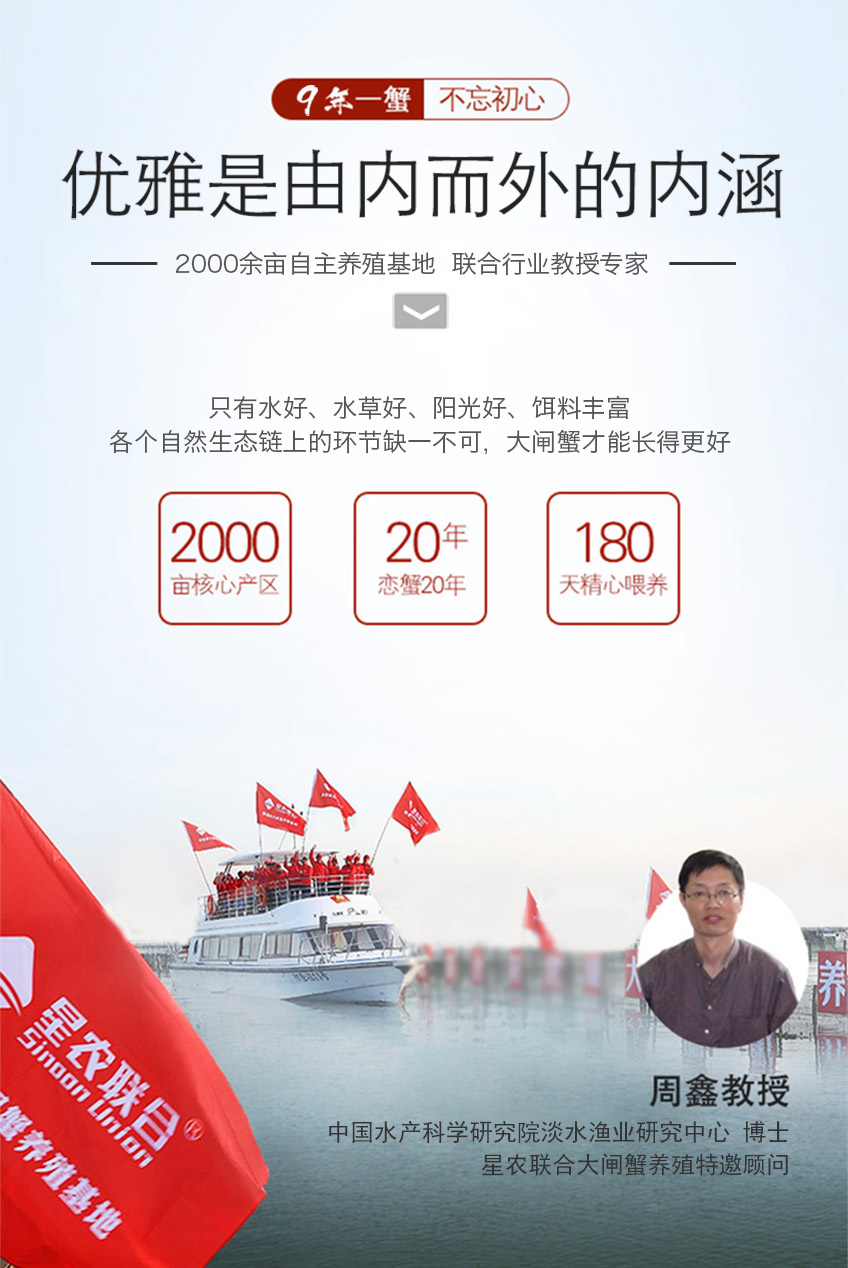 9年一蟹 不忘初心
优雅是由内而外的内涵
2000余亩自主养殖基地 联合行业教授专家
只有水好、水草好、阳光好、饵料丰富
各个自然生态链上的环节缺一不可，大闸蟹才能长得更好
2000
亩核心产区
20年
恋蟹20年
180
天精心喂养
养
星农联合®
Sinoon Union
蟹养殖基地
周鑫教授
中国水产科学研究院淡水渔业研究中心 博士
星农联合大闸蟹养殖特邀顾问